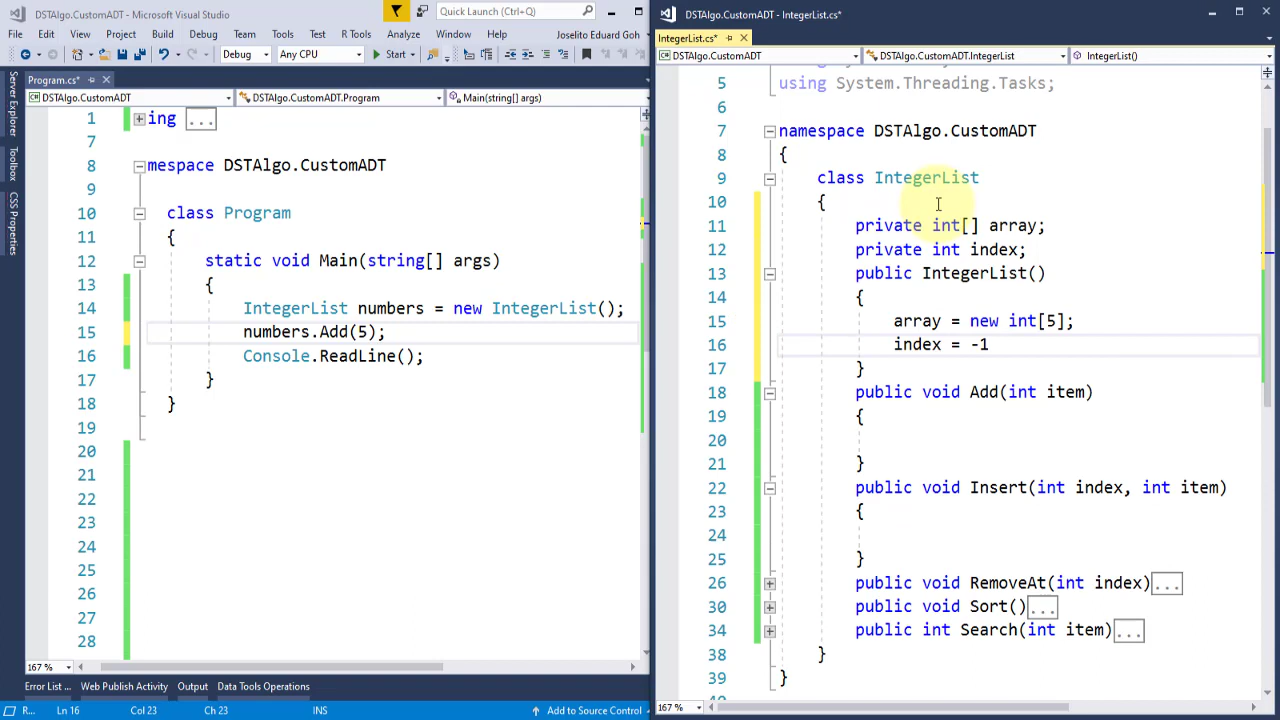 DSTAlgo.CustomADT - Microsoft Visual Studio
Quick Launch (Ctrl+Q)
File Edit View Project Build Debug Team Tools Test R Tools Analyze Window Help Joselito Eduard Goh
Debug Any CPU Start
Program.cs*
DSTAlgo.CustomADT DSTAlgo.CustomADT.Program Main(string[] args)
Server Explorer
Toolbox
CSS Properties
1 ing ...
7
8 mespace DSTAlgo.CustomADT
9
10 class Program
11 {
12 static void Main(string[] args)
13 {
14 IntegerList numbers = new IntegerList();
15 numbers.Add(5);
16 Console.ReadLine();
17 }
18 }
19
20
21
22
23
24
25
26
27
28
167 %
Error List ... Web Publish Activity Output Data Tools Operations
Ln 16 Col 23 Ch 23 INS Add to Source Control
DSTAlgo.CustomADT - IntegerList.cs*
IntegerList.cs*
DSTAlgo.CustomADT DSTAlgo.CustomADT.IntegerList IntegerList()
5 using System.Threading.Tasks;
6
7 namespace DSTAlgo.CustomADT
8 {
9 class IntegerList
10 {
11 private int[] array;
12 private int index;
13 public IntegerList()
14 {
15 array = new int[5];
16 index = -1
17 }
18 public void Add(int item)
19 {
20
21 }
22 public void Insert(int index, int item)
23 {
24
25 }
26 public void RemoveAt(int index)...
30 public void Sort()...
34 public int Search(int item)...
38 }
39 }
167 %